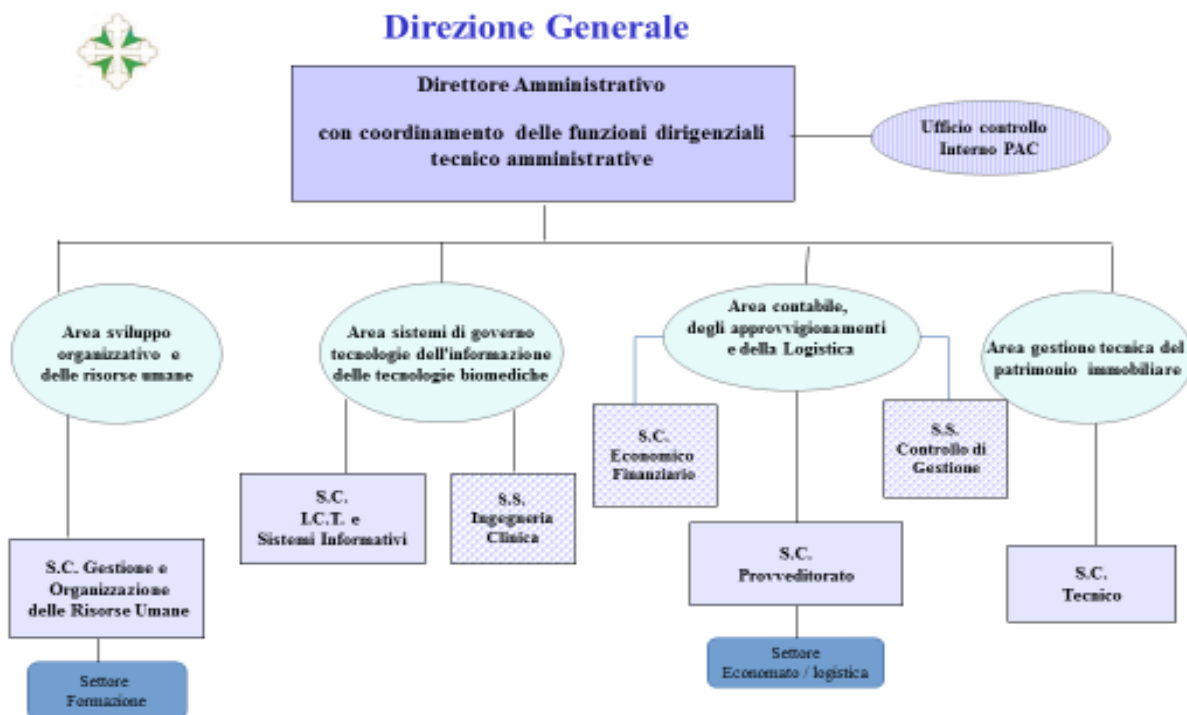 Direzione Generale
Direttore Amministrativo
con coordinamento delle funzioni dirigenziali
tecnico amministrative
Ufficio controllo
Interno PAC
Area sviluppo
organizzativo e
delle risorse umane
Area sistemi di governo
tecnologie dell'informazione
delle tecnologie biomediche
Area contabile,
degli approvvigionamenti
e della Logistica
Area gestione tecnica del
patrimonio immobiliare
S.C.
Economico
Finanziario
S.S.
Controllo di
Gestione
S.C.
I.C.T. e
Sistemi Informativi
S.S.
Ingegneria
Clinica
S.C. Gestione e
Organizzazione
delle Risorse Umane
S.C.
Provveditorato
S.C.
Tecnico
Settore
Formazione
Settore
Economato / logistica